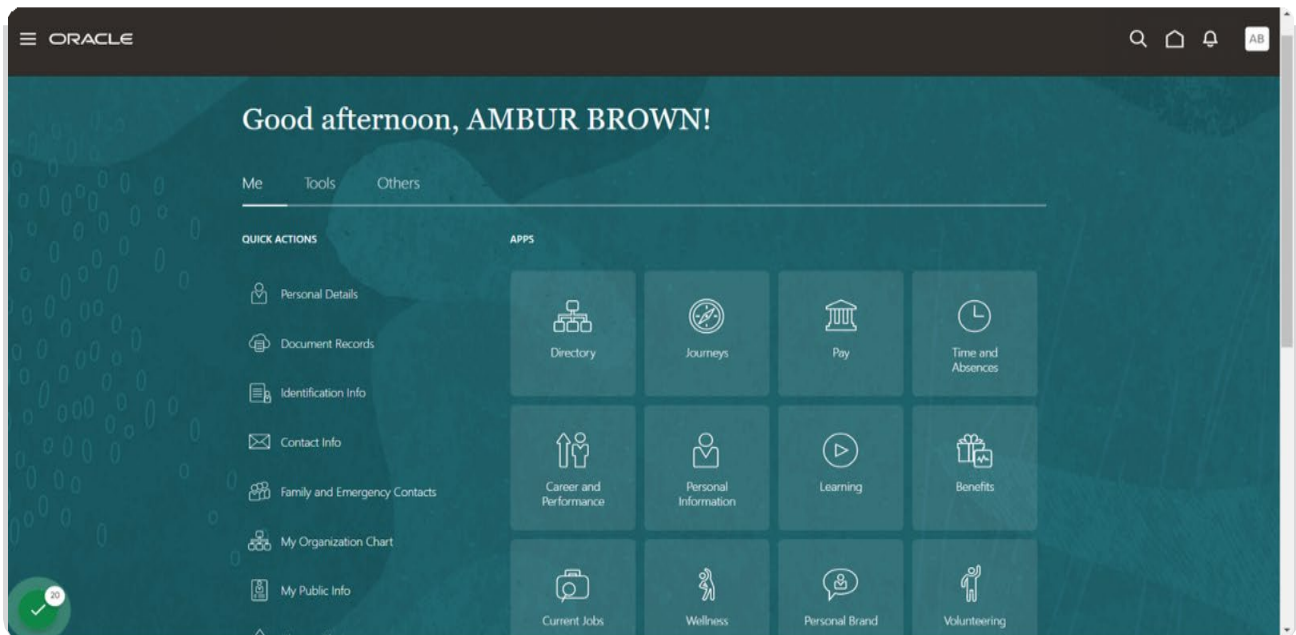 ORACLE
AB
Good afternoon, AMBUR BROWN!
Me Tools Others
QUICK ACTIONS
Personal Details
Document Records
Identification Info
Contact Info
Family and Emergency Contacts
My Organization Chart
My Public Info
APPS
Directory
Journeys
Pay
Time and
Absences
Career and
Performance
Personal
Information
Learning
Benefits
Current Jobs
Wellness
Personal Brand
Volunteering
20